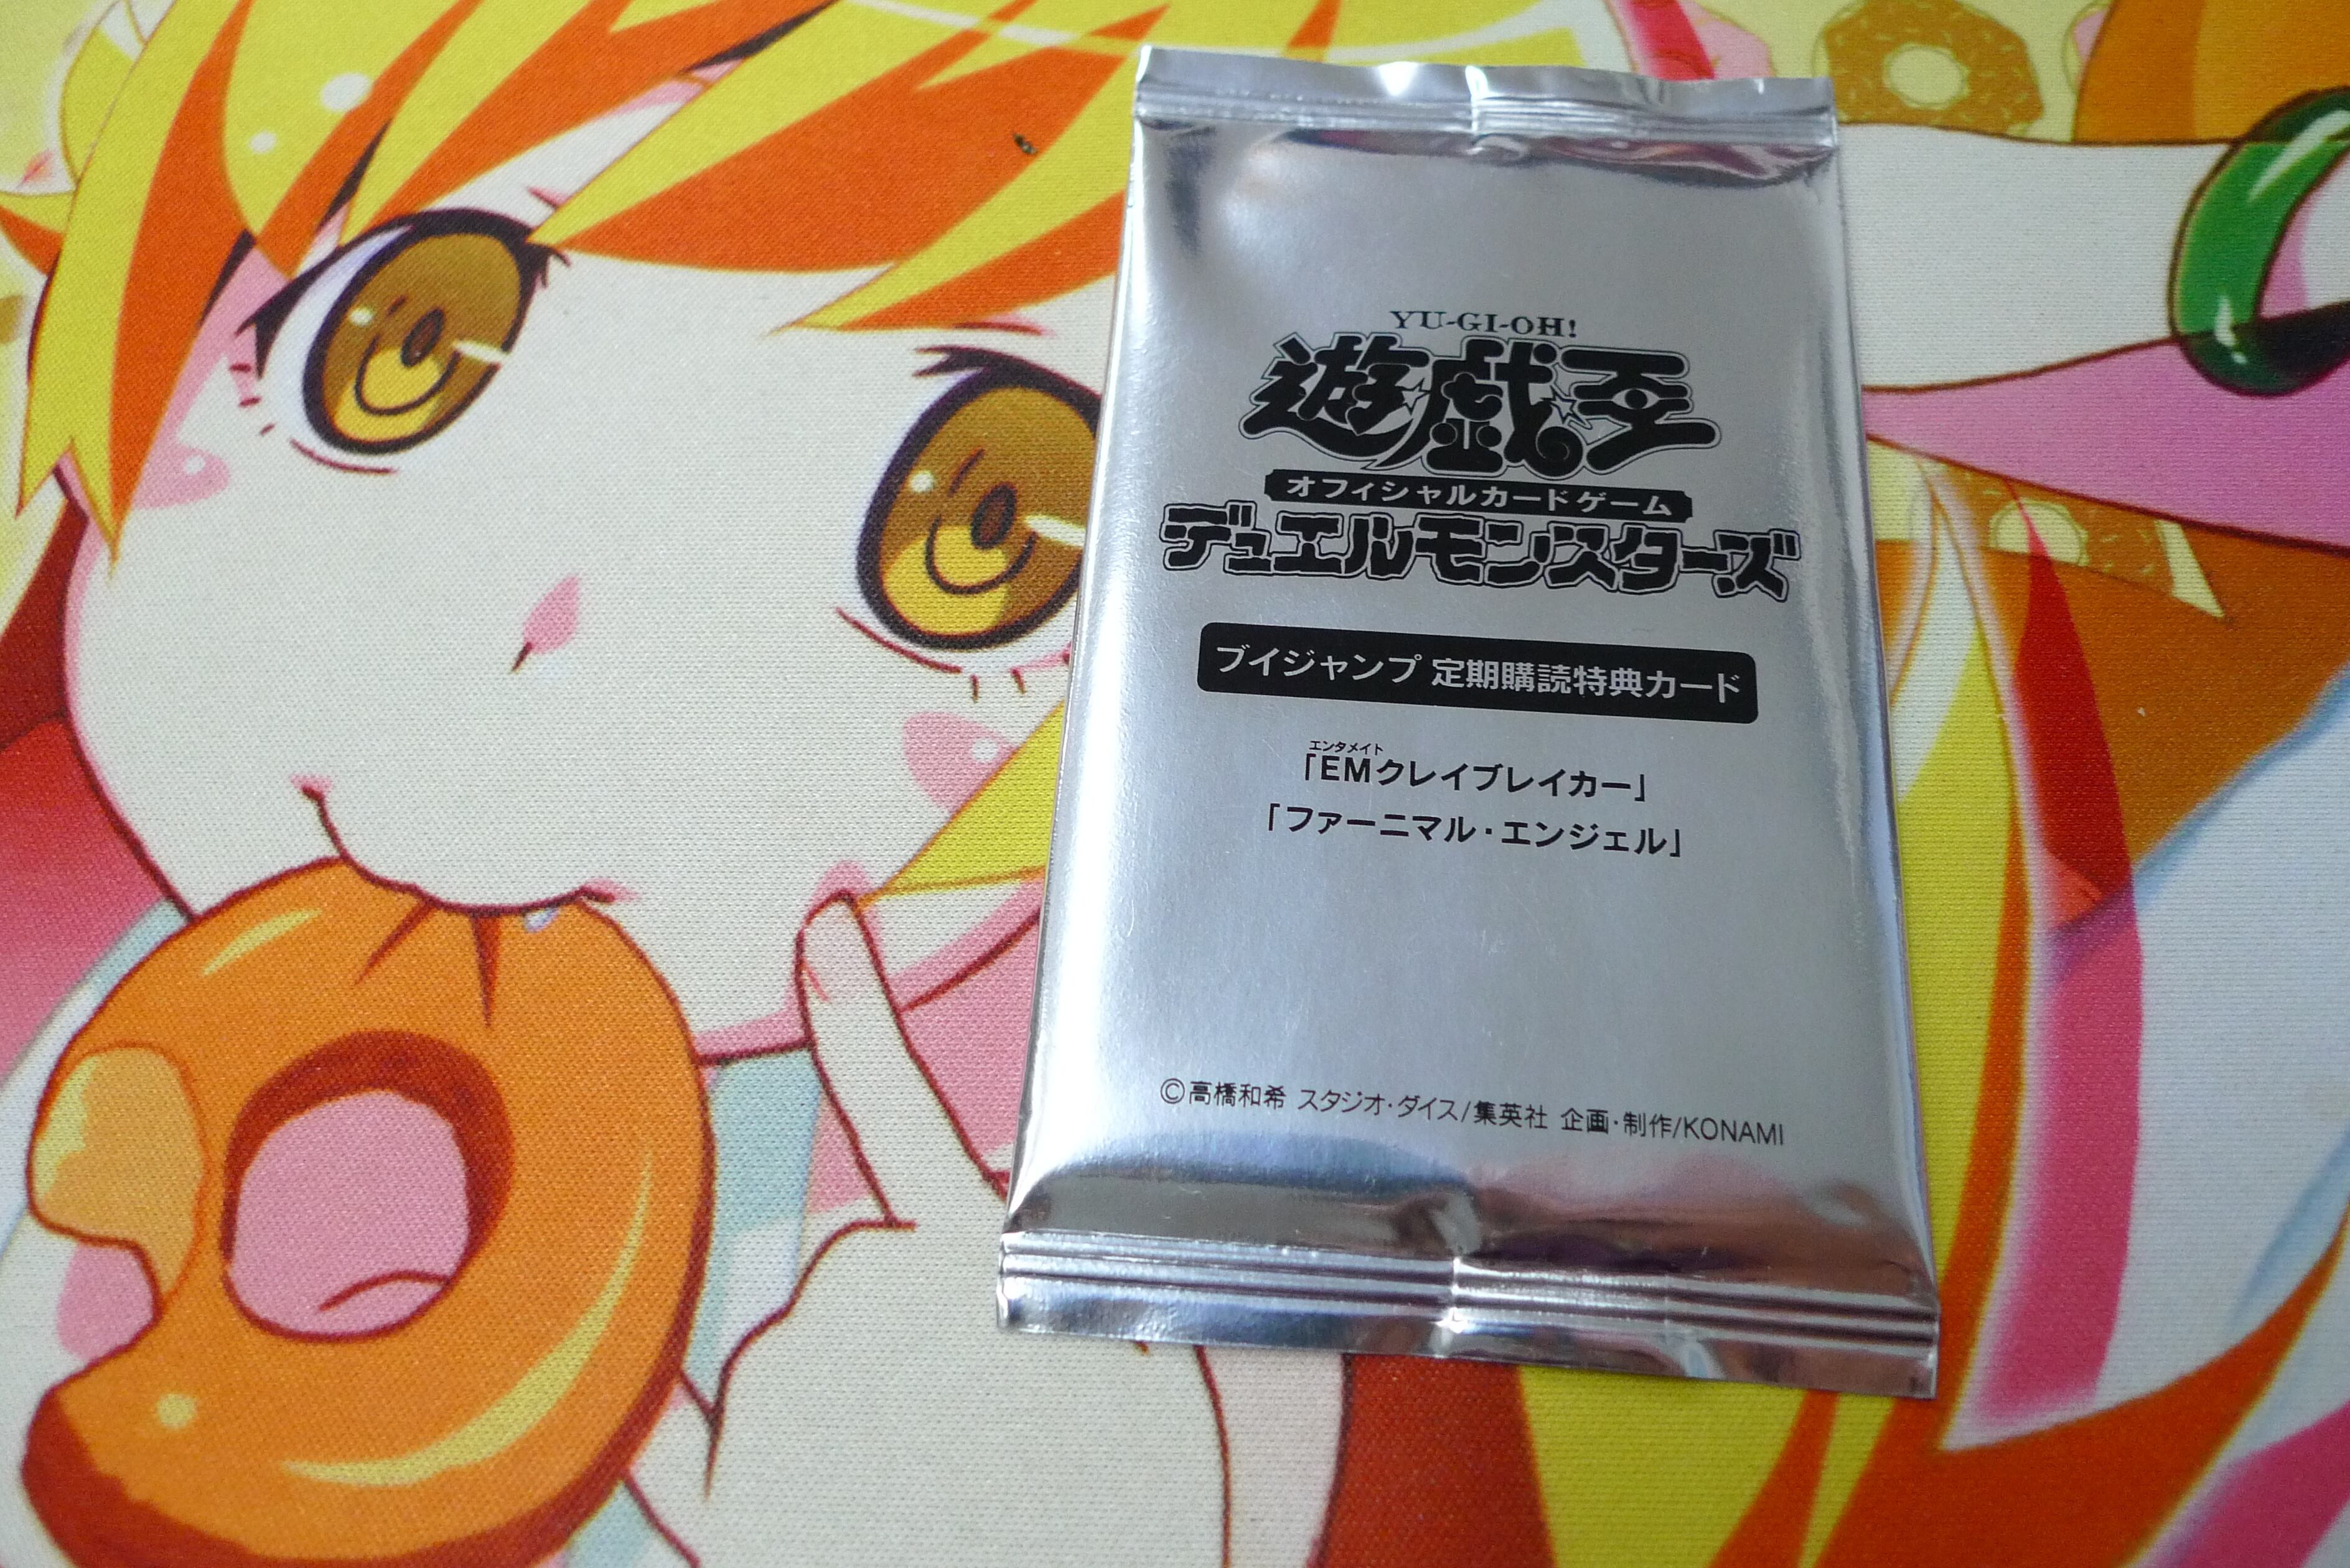 YU-GI-OH!
遊戯王
オフィシャルカードゲーム
デュエルモンスターズ
ブイジャンプ 定期購読特典カード
エンタメイト
「EMクレイブレイカー」
「ファーニマル・エンジェル」
©高橋和希 スタジオ・ダイス/集英社 企画・制作/KONAMI